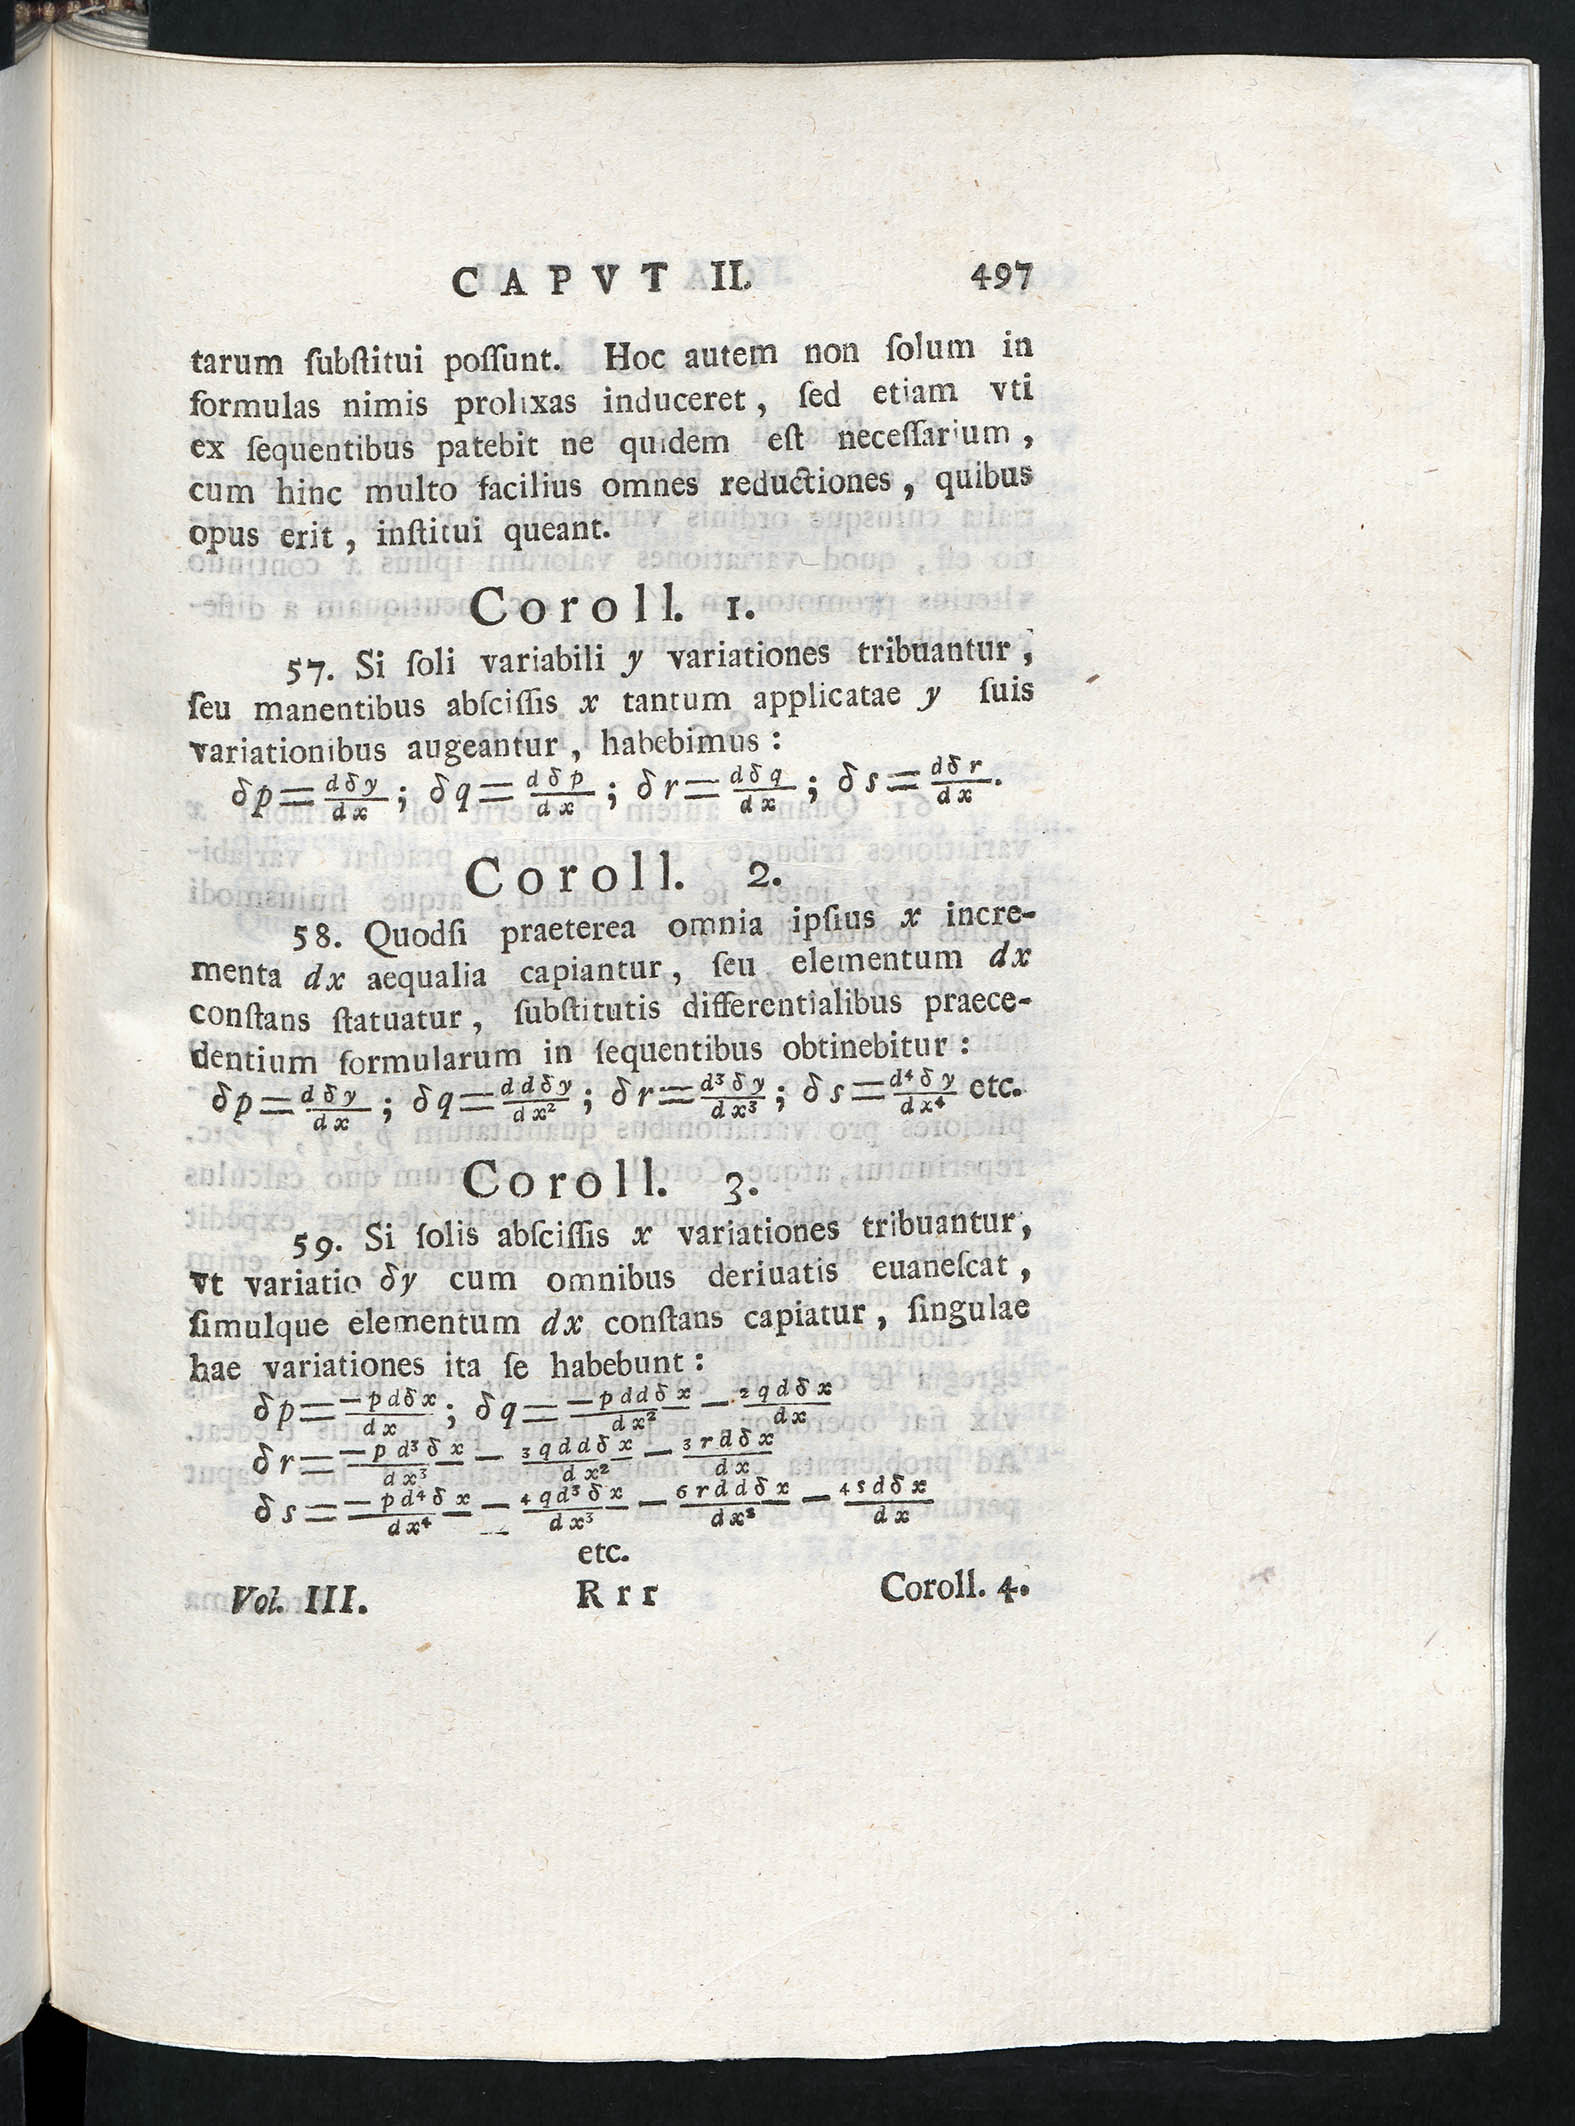 CAPVT II. 497
tarum ſubſtitui poſſunt. Hoc autem non ſolum in
formulas nimis prolixas induceret, ſed etiam vti
ex ſequentibus patebit ne quidem eſt neceſſarium,
cum hinc multo facilius omnes reductiones, quibus
opus erit, inſtitui queant.
Coroll. 1.
57. Si ſoli variabili y variationes tribuantur,
ſeu manentibus abſciſſis x tantum applicatae y ſuis
variationibus augeantur, habebimus:
δp = dδy/dx; δq = dδp/dx; δr = dδq/dx; δs = dδr/dx.
Coroll. 2.
58. Quodſi praeterea omnia ipſius x incre-
menta dx aequalia capiantur, ſeu elementum dx
conſtans ſtatuatur, ſubſtitutis differentialibus praece-
dentium formularum in ſequentibus obtinebitur:
δp = dδy/dx; δq = ddδy/dx²; δr = d³δy/dx³; δs = d⁴δy/dx⁴ etc.
Coroll. 3.
59. Si ſolis abſciſſis x variationes tribuantur,
vt variatio δy cum omnibus deriuatis euaneſcat,
ſimulque elementum dx conſtans capiatur, ſingulae
hae variationes ita ſe habebunt:
δp = −pdδx/dx; δq = −pddδx/dx² − 2qdδx/dx
δr = −pd³δx/dx³ − 3qddδx/dx² − 3rdδx/dx
δs = −pd⁴δx/dx⁴ − 4qd³δx/dx³ − 6rddδx/dx² − 4sdδx/dx
etc.
Vol. III. Rrr Coroll. 4.